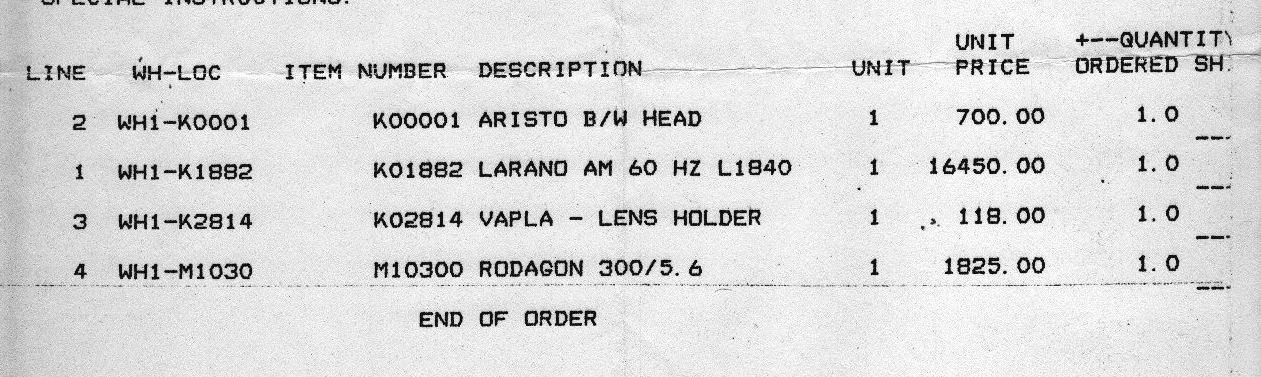 SPECIAL INSTRUCTIONS:
UNIT +--QUANTITY
LINE WH-LOC ITEM NUMBER DESCRIPTION UNIT PRICE ORDERED SH
2 WH1-K0001 K00001 ARISTO B/W HEAD 1 700.00 1.0
1 WH1-K1882 K01882 LARANO AM 60 HZ L1840 1 16450.00 1.0
3 WH1-K2814 K02814 VAPLA - LENS HOLDER 1 118.00 1.0
4 WH1-M1030 M10300 RODAGON 300/5.6 1 1825.00 1.0
END OF ORDER